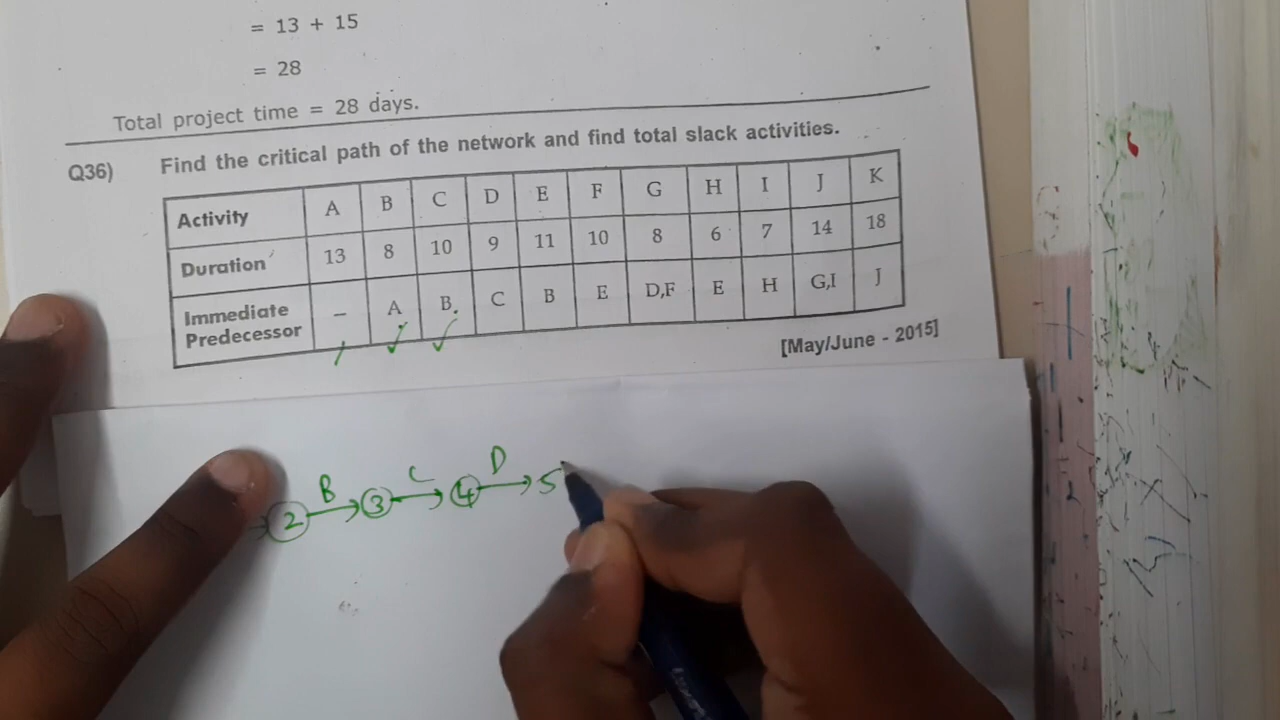 = 13 + 15
= 28
Total project time = 28 days.
Q36) Find the critical path of the network and find total slack activities.
Activity A B C D E F G H I J K
Duration 13 8 10 9 11 10 8 6 7 14 18
Immediate Predecessor – A B. C B E D,F E H G,I J
[May/June - 2015]
B C D
2 3 4 5